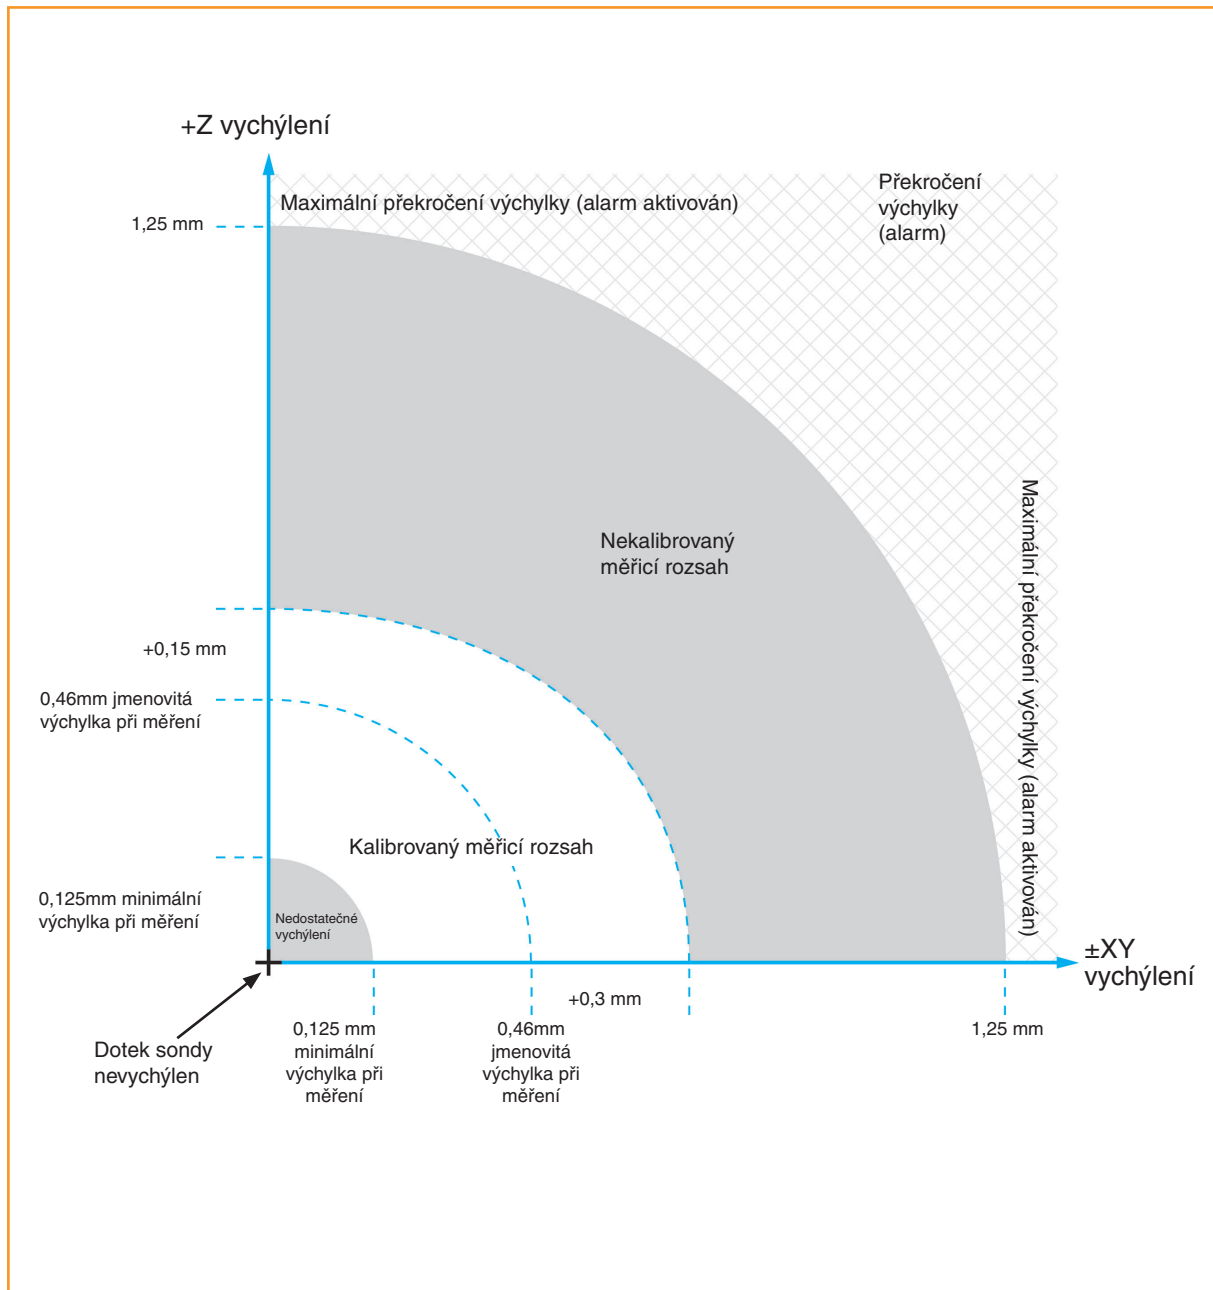 +Z vychýlení
Maximální překročení výchylky (alarm aktivován)
Překročení
výchylky
(alarm)
1,25 mm
Maximální překročení výchylky (alarm aktivován)
Nekalibrovaný
měřicí rozsah
+0,15 mm
0,46mm jmenovitá
výchylka při měření
Kalibrovaný měřicí rozsah
0,125mm minimální
výchylka při měření
Nedostatečné
vychýlení
±XY
vychýlení
+0,3 mm
0,125 mm
minimální
výchylka při
měření
0,46mm
jmenovitá
výchylka při
měření
1,25 mm
Dotek sondy
nevychýlen